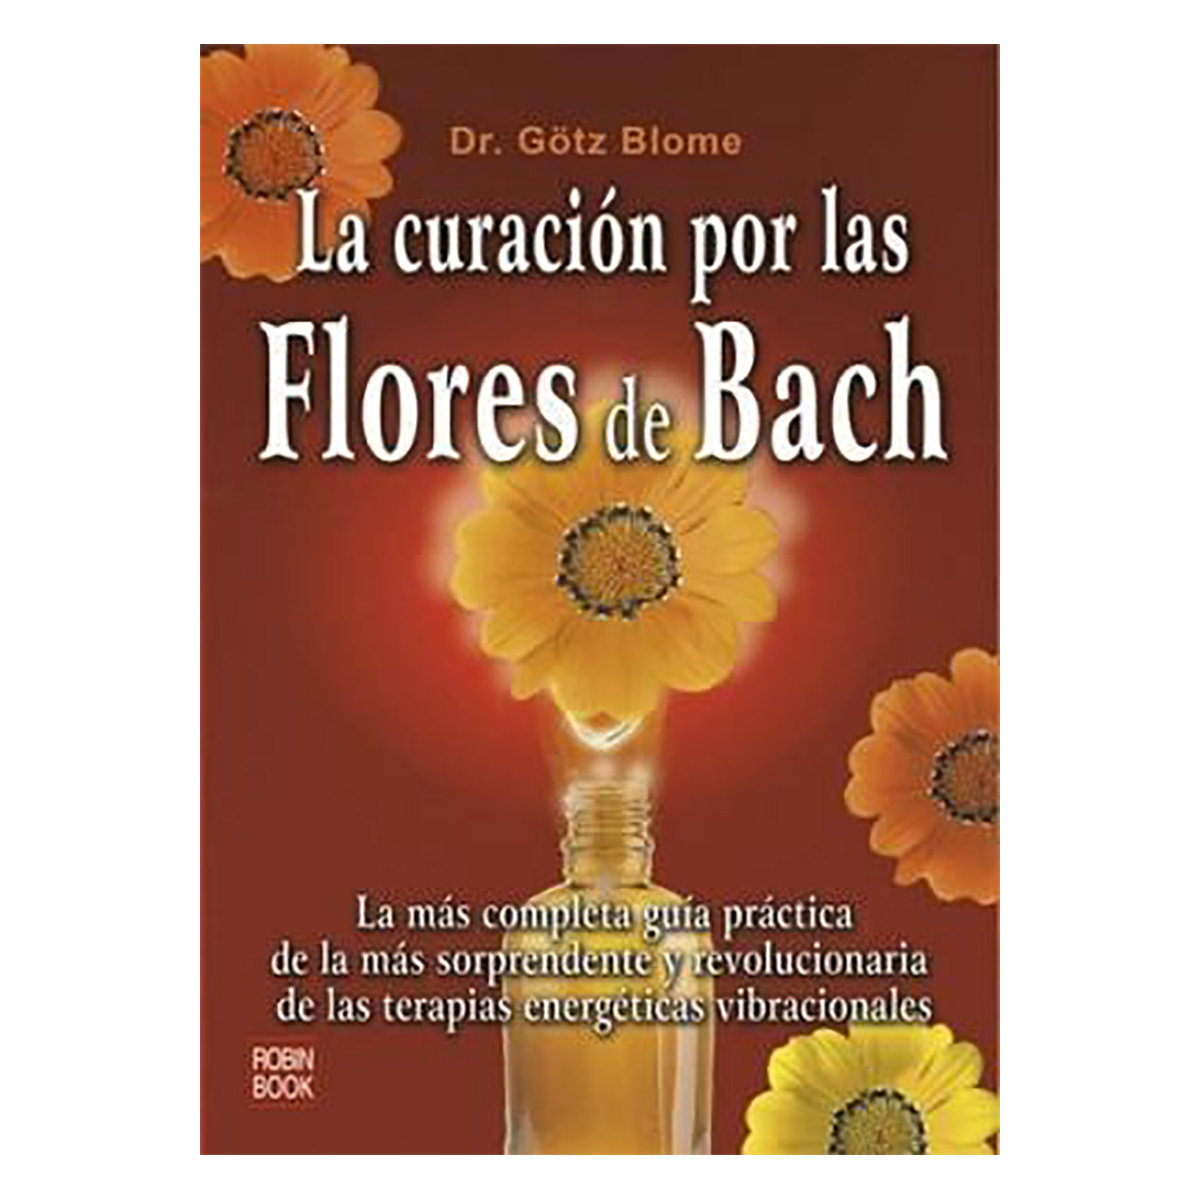 Dr. Götz Blome
La curación por las
Flores de Bach
La más completa guía práctica
de la más sorprendente y revolucionaria
de las terapias energéticas vibracionales
ROBIN
BOOK